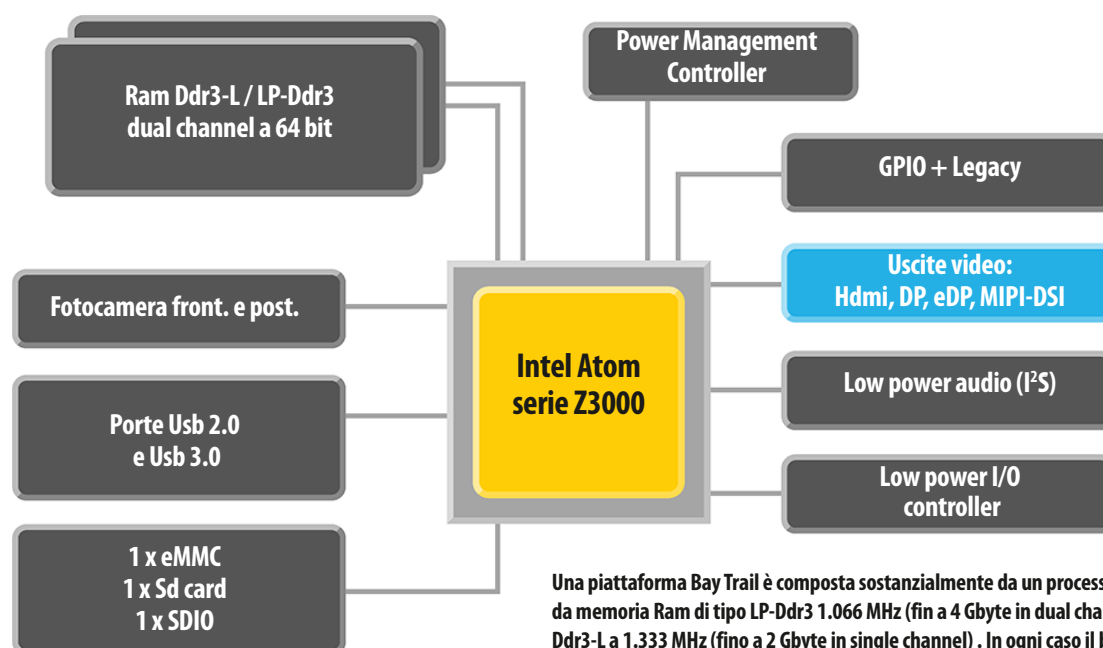 Ram Ddr3-L / LP-Ddr3
dual channel a 64 bit
Power Management
Controller
GPIO + Legacy
Uscite video:
Hdmi, DP, eDP, MIPI-DSI
Fotocamera front. e post.
Intel Atom
serie Z3000
Low power audio (I²S)
Porte Usb 2.0
e Usb 3.0
Low power I/O
controller
1 x eMMC
1 x Sd card
1 x SDIO
Una piattaforma Bay Trail è composta sostanzialmente da un process
da memoria Ram di tipo LP-Ddr3 1.066 MHz (fin a 4 Gbyte in dual cha
Ddr3-L a 1.333 MHz (fino a 2 Gbyte in single channel) . In ogni caso il